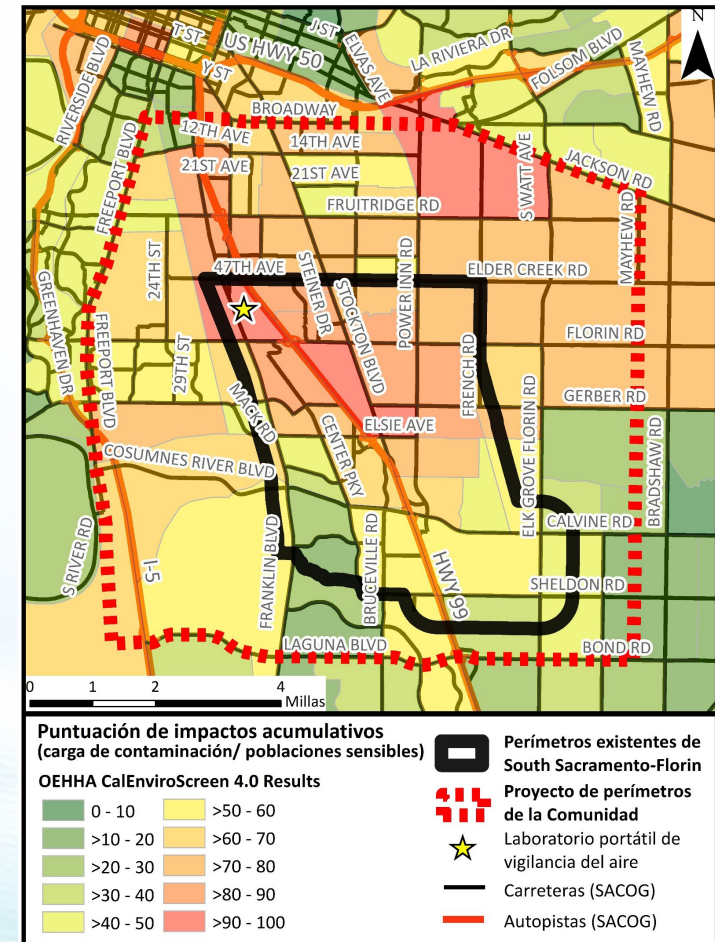 N
J ST
T ST
US HWY 50
ELVAS AVE
LA RIVIERA DR
FOLSOM BLVD
MAYHEW RD
RIVERSIDE BLVD
Y ST
BROADWAY
12TH AVE
14TH AVE
JACKSON RD
FREEPORT BLVD
21ST AVE
21ST AVE
S WATT AVE
FRUITRIDGE RD
MAYHEW RD
24TH ST
47TH AVE
STEINER DR
STOCKTON BLVD
POWER INN RD
ELDER CREEK RD
GREENHAVEN DR
FREEPORT BLVD
29TH ST
FLORIN RD
FRENCH RD
MACK RD
GERBER RD
CENTER PKY
ELSIE AVE
ELK GROVE FLORIN RD
BRADSHAW RD
COSUMNES RIVER BLVD
CALVINE RD
S RIVER RD
I-5
FRANKLIN BLVD
BRUCEVILLE RD
HWY 99
SHELDON RD
LAGUNA BLVD
BOND RD
0 1 2 4
Millas
Puntuación de impactos acumulativos
(carga de contaminación/ poblaciones sensibles)
OEHHA CalEnviroScreen 4.0 Results
0 - 10
>10 - 20
>20 - 30
>30 - 40
>40 - 50
>50 - 60
>60 - 70
>70 - 80
>80 - 90
>90 - 100
Perímetros existentes de
South Sacramento-Florin
Proyecto de perímetros
de la Comunidad
Laboratorio portátil de
vigilancia del aire
Carreteras (SACOG)
Autopistas (SACOG)